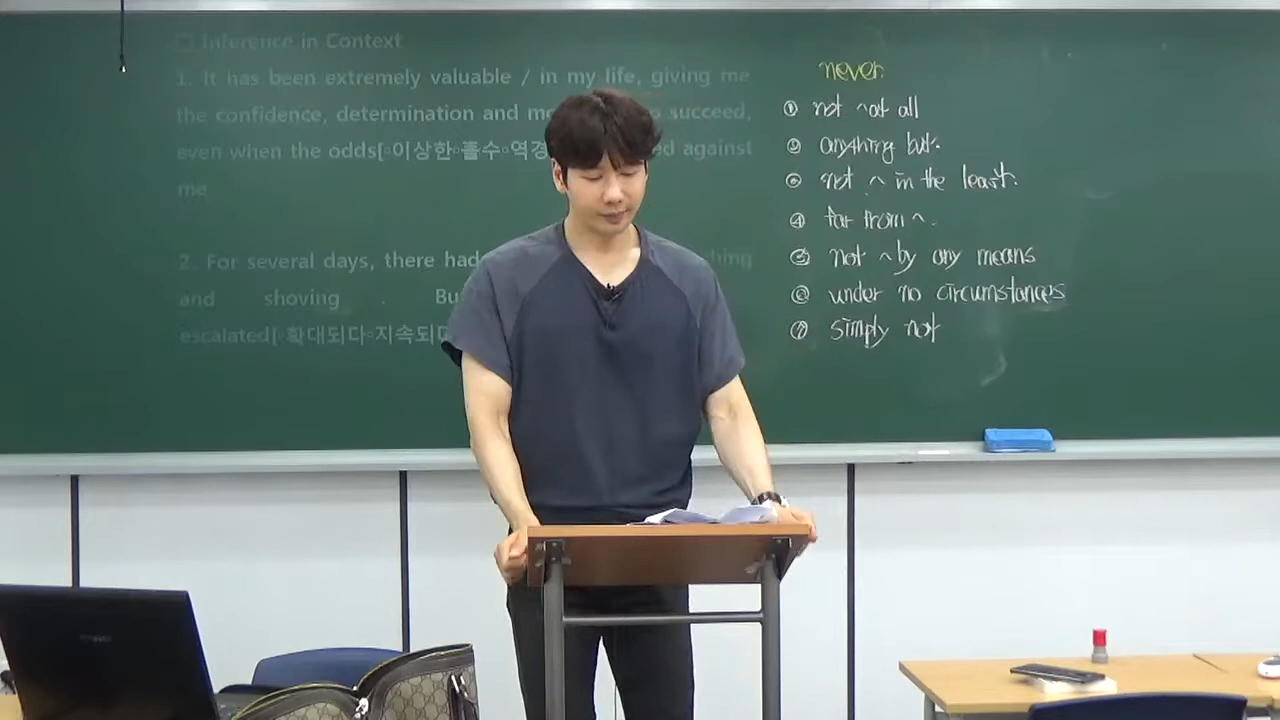 □ Inference in Context
1. It has been extremely valuable / in my life, giving me
the confidence, determination and succeed,
even when the odds[▫이상한▫홀수▫역경 against
me
2. For several days, there had
and shoving . Bu
escalated[▫확대되다▫지속되다
never.
① not ~at all
② anything but.
③ not ~ in the least.
④ far from ~.
⑤ not ~by any means
⑥ under no circumstances
⑦ simply not